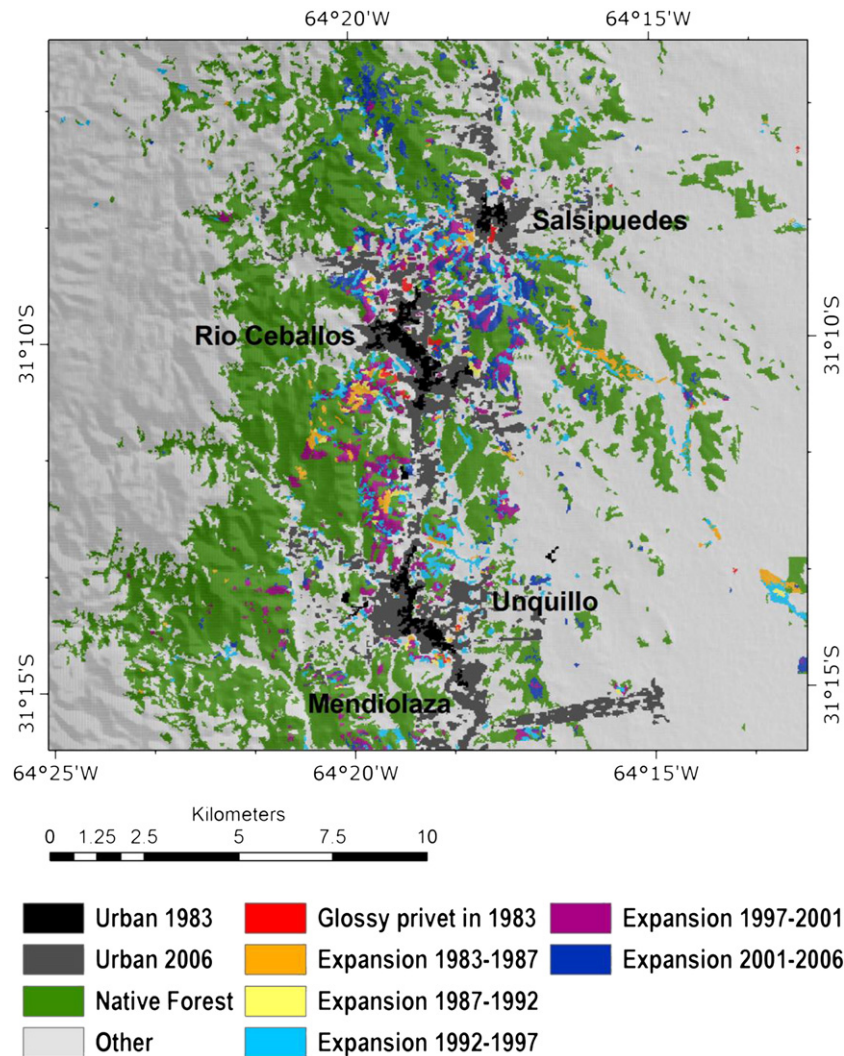 64°20'W 64°15'W
Salsipuedes
Rio Ceballos
31°10'S 31°10'S
Unquillo
Mendiolaza
31°15'S 31°15'S
64°25'W 64°20'W 64°15'W
Kilometers
0 1.25 2.5 5 7.5 10
Urban 1983 Glossy privet in 1983 Expansion 1997-2001
Urban 2006 Expansion 1983-1987 Expansion 2001-2006
Native Forest Expansion 1987-1992
Other Expansion 1992-1997